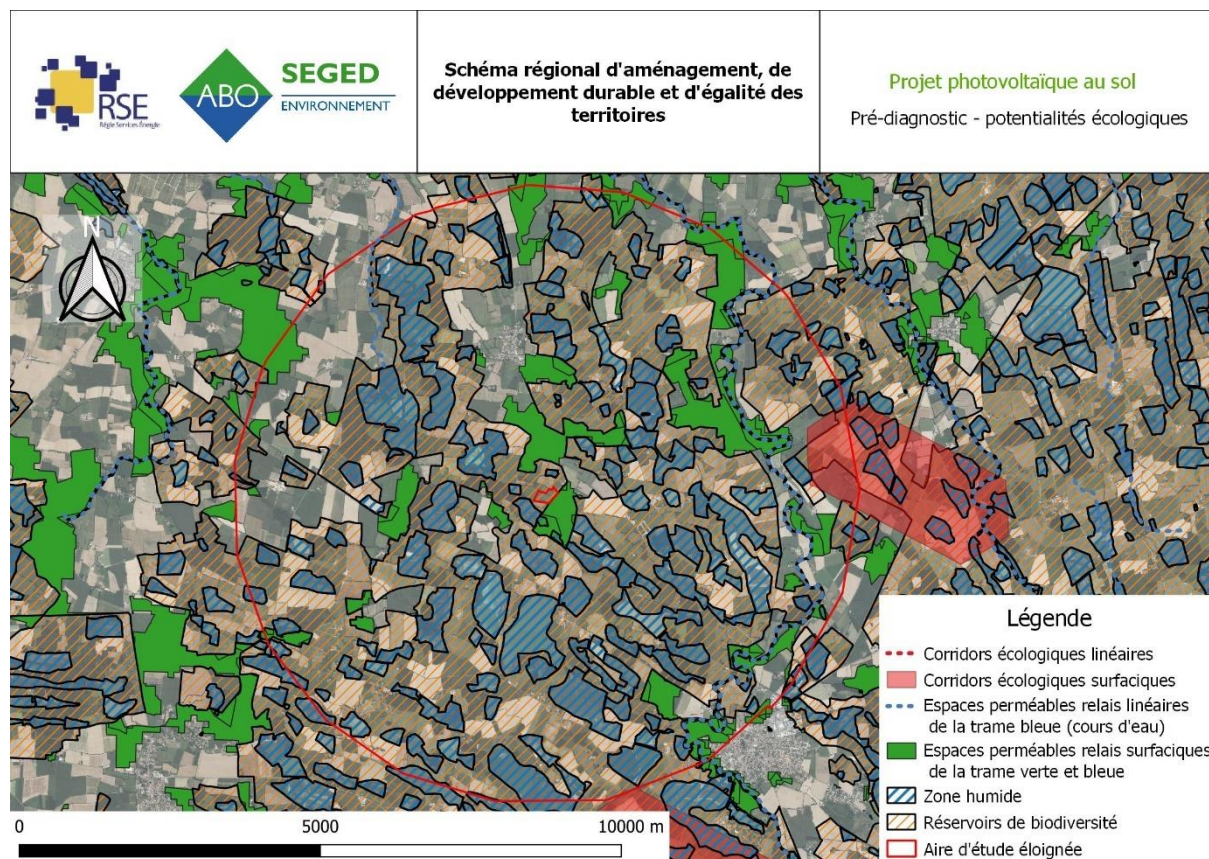 RSE
Régie Services Énergie
ABO
SEGED
ENVIRONNEMENT
Schéma régional d'aménagement, de
développement durable et d'égalité des
territoires
Projet photovoltaïque au sol
Pré-diagnostic - potentialités écologiques
N
Légende
Corridors écologiques linéaires
Corridors écologiques surfaciques
Espaces perméables relais linéaires
de la trame bleue (cours d'eau)
Espaces perméables relais surfaciques
de la trame verte et bleue
Zone humide
Réservoirs de biodiversité
Aire d'étude éloignée
0 5000 10000 m